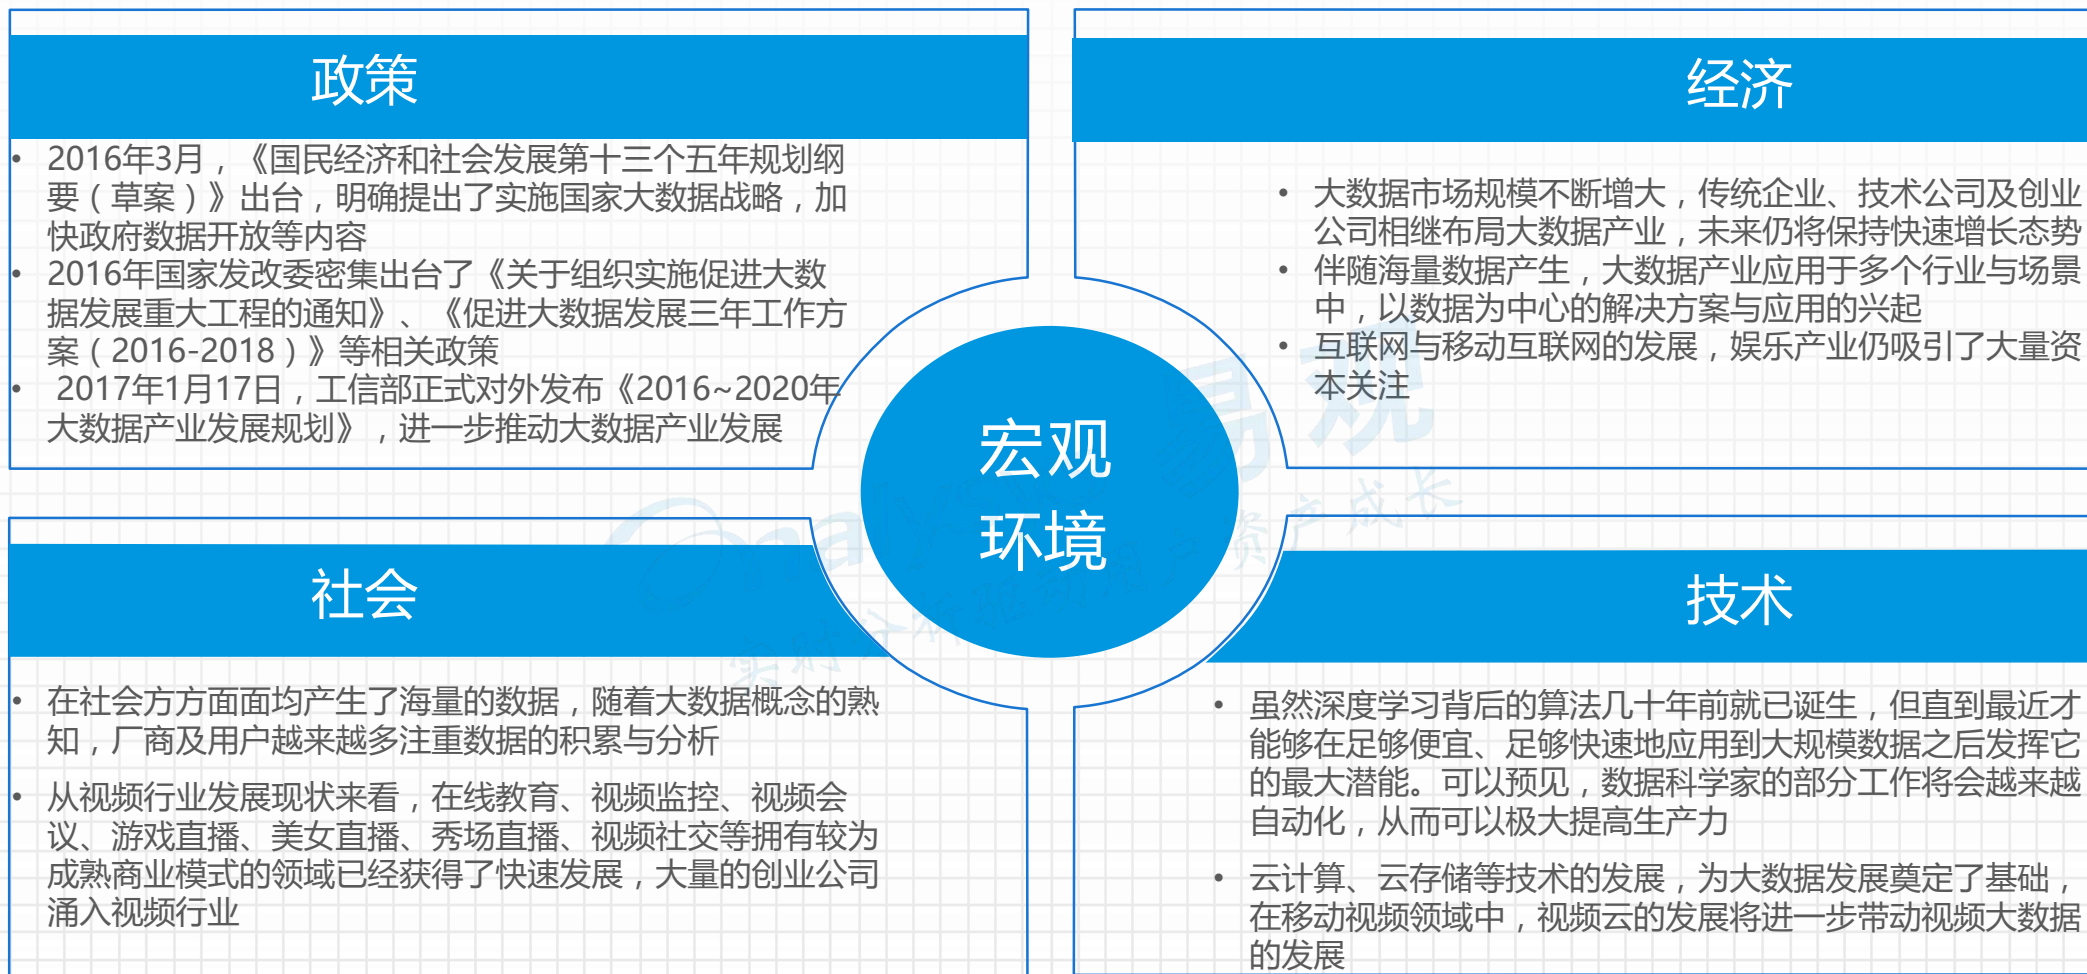 政策
• 2016年3月，《国民经济和社会发展第十三个五年规划纲
要（草案）》出台，明确提出了实施国家大数据战略，加
快政府数据开放等内容
• 2016年国家发改委密集出台了《关于组织实施促进大数
据发展重大工程的通知》、《促进大数据发展三年工作方
案（2016-2018）》等相关政策
• 2017年1月17日，工信部正式对外发布《2016~2020年
大数据产业发展规划》，进一步推动大数据产业发展
经济
• 大数据市场规模不断增大，传统企业、技术公司及创业
公司相继布局大数据产业，未来仍将保持快速增长态势
• 伴随海量数据产生，大数据产业应用于多个行业与场景
中，以数据为中心的解决方案与应用的兴起
• 互联网与移动互联网的发展，娱乐产业仍吸引了大量资
本关注
宏观
环境
社会
• 在社会方方面面均产生了海量的数据，随着大数据概念的熟
知，厂商及用户越来越多注重数据的积累与分析
• 从视频行业发展现状来看，在线教育、视频监控、视频会
议、游戏直播、美女直播、秀场直播、视频社交等拥有较为
成熟商业模式的领域已经获得了快速发展，大量的创业公司
涌入视频行业
技术
• 虽然深度学习背后的算法几十年前就已诞生，但直到最近才
能够在足够便宜、足够快速地应用到大规模数据之后发挥它
的最大潜能。可以预见，数据科学家的部分工作将会越来越
自动化，从而可以极大提高生产力
• 云计算、云存储等技术的发展，为大数据发展奠定了基础，
在移动视频领域中，视频云的发展将进一步带动视频大数据
的发展
易观
实时分析驱动用户资产成长